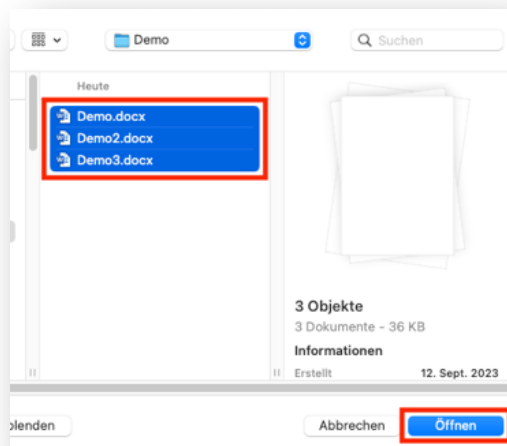 Demo
Suchen
Heute
Demo.docx
Demo2.docx
Demo3.docx
3 Objekte
3 Dokumente - 36 KB
Informationen
Erstellt 12. Sept. 2023
Abbrechen
Öffnen